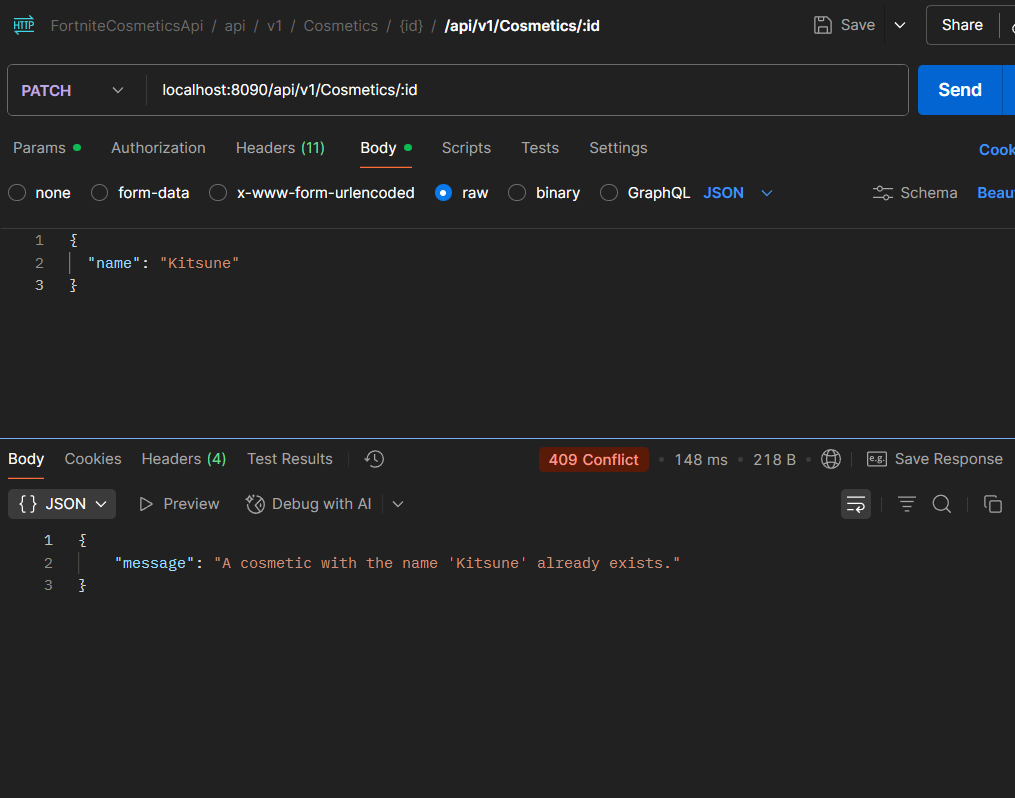 HTTP FortniteCosmeticsApi / api / v1 / Cosmetics / {id} / /api/v1/Cosmetics/:id Save Share
PATCH localhost:8090/api/v1/Cosmetics/:id Send
Params Authorization Headers (11) Body Scripts Tests Settings Cook
none form-data x-www-form-urlencoded raw binary GraphQL JSON Schema Beau
1 {
2 "name": "Kitsune"
3 }
Body Cookies Headers (4) Test Results 409 Conflict • 148 ms • 218 B • e.g. Save Response
{} JSON Preview Debug with AI
1 {
2 "message": "A cosmetic with the name 'Kitsune' already exists."
3 }